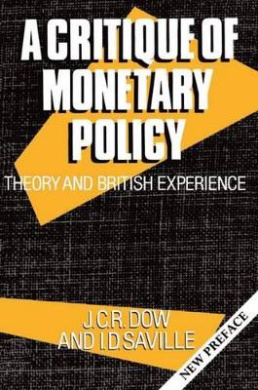 A CRITIQUE OF
MONETARY
POLICY
THEORY AND BRITISH EXPERIENCE
J.C.R. DOW
AND I.D SAVILLE
NEW PREFACE